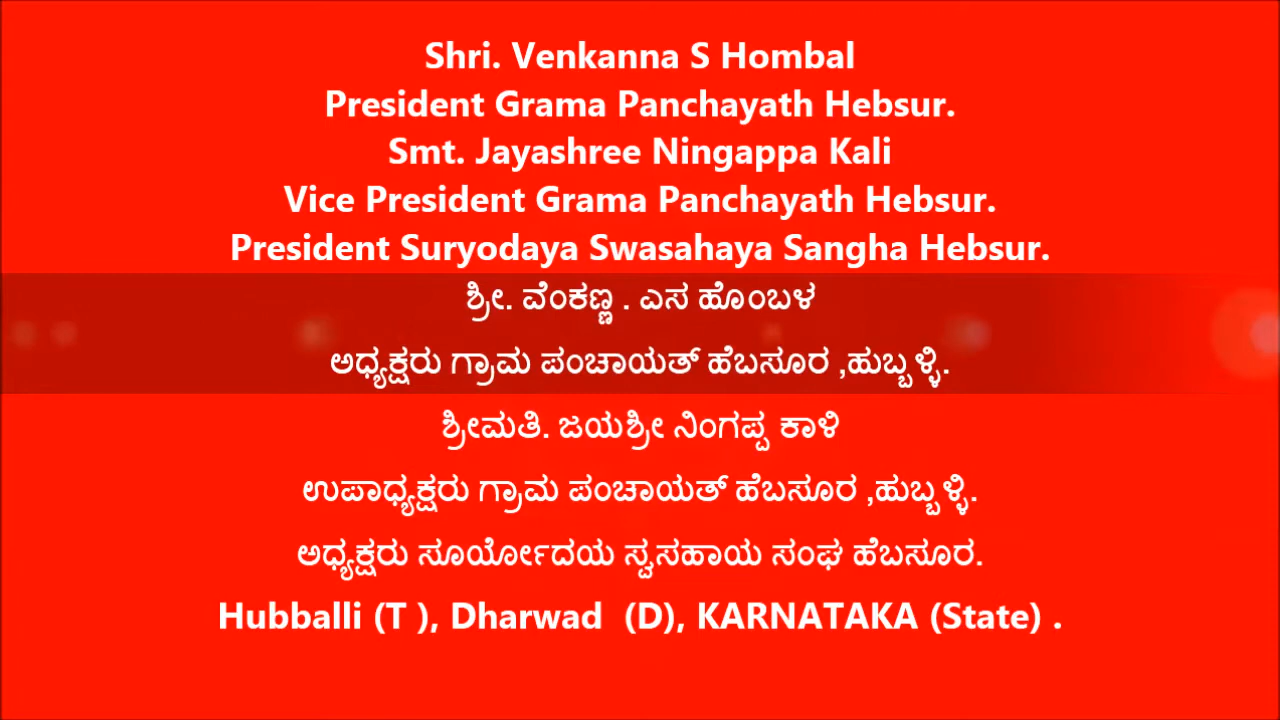 Shri. Venkanna S Hombal
President Grama Panchayath Hebsur.
Smt. Jayashree Ningappa Kali
Vice President Grama Panchayath Hebsur.
President Suryodaya Swasahaya Sangha Hebsur.
ಶ್ರೀ. ವೆಂಕಣ್ಣ . ಎಸ ಹೊಂಬಳ
ಅಧ್ಯಕ್ಷರು ಗ್ರಾಮ ಪಂಚಾಯತ್ ಹೆಬಸೂರ ,ಹುಬ್ಬಳ್ಳಿ.
ಶ್ರೀಮತಿ. ಜಯಶ್ರೀ ನಿಂಗಪ್ಪ ಕಾಳಿ
ಉಪಾಧ್ಯಕ್ಷರು ಗ್ರಾಮ ಪಂಚಾಯತ್ ಹೆಬಸೂರ ,ಹುಬ್ಬಳ್ಳಿ.
ಅಧ್ಯಕ್ಷರು ಸೂರ್ಯೋದಯ ಸ್ವಸಹಾಯ ಸಂಘ ಹೆಬಸೂರ.
Hubballi (T ), Dharwad  (D), KARNATAKA (State) .